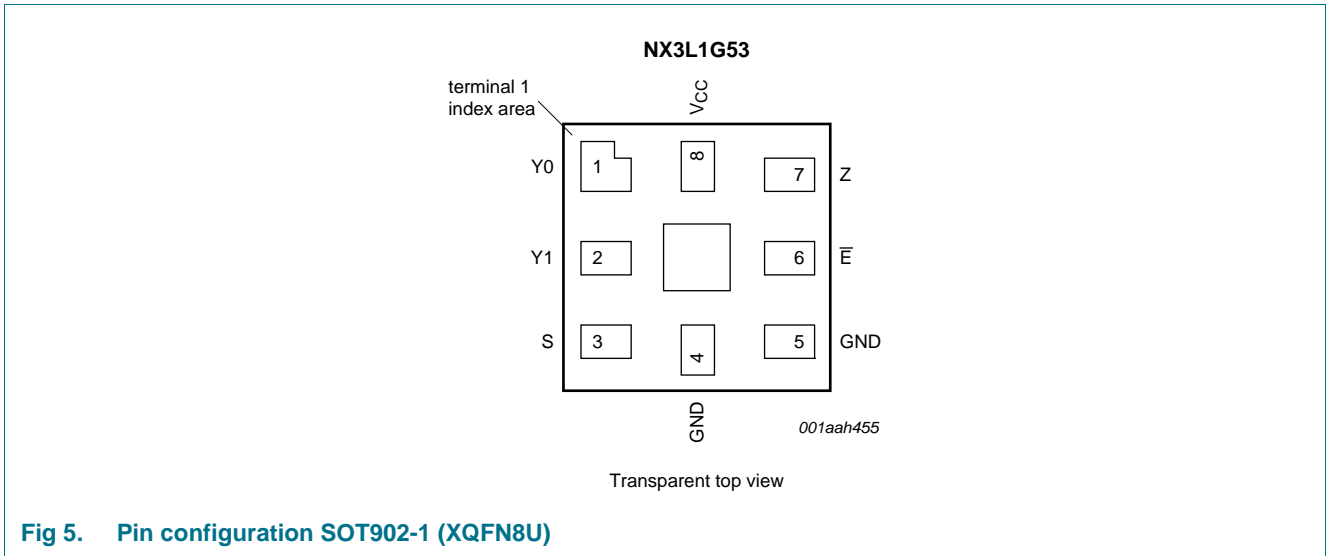 NX3L1G53
terminal 1
index area
VCC
Y0
1
8
7
Z
Y1
2
6
E̅
S
3
4
5
GND
GND
001aah455
Transparent top view
Fig 5. Pin configuration SOT902-1 (XQFN8U)